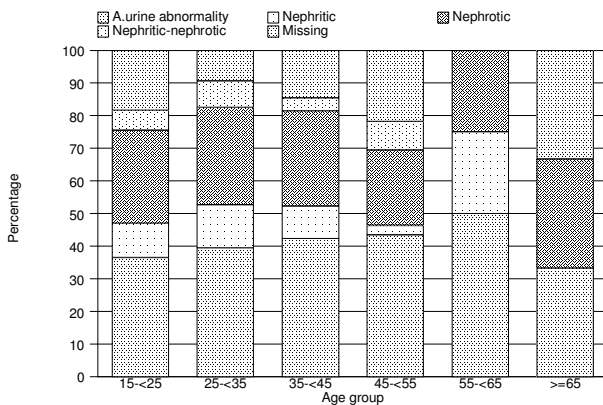 A.urine abnormality Nephritic Nephrotic
Nephritic-nephrotic Missing
100
90
80
70
60
50
40
30
20
10
0
Percentage
15-<25 25-<35 35-<45 45-<55 55-<65 >=65
Age group